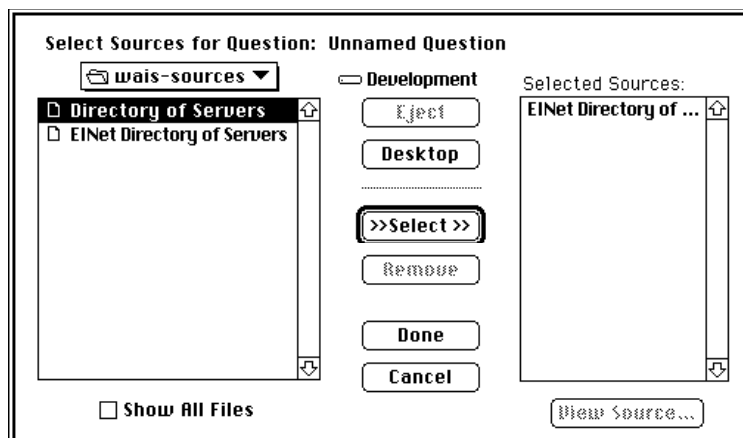 Select Sources for Question: Unnamed Question
wais-sources
Directory of Servers
EINet Directory of Servers
Show All Files
Development
Eject
Desktop
>>Select >>
Remove
Done
Cancel
Selected Sources:
EINet Directory of ...
View Source...